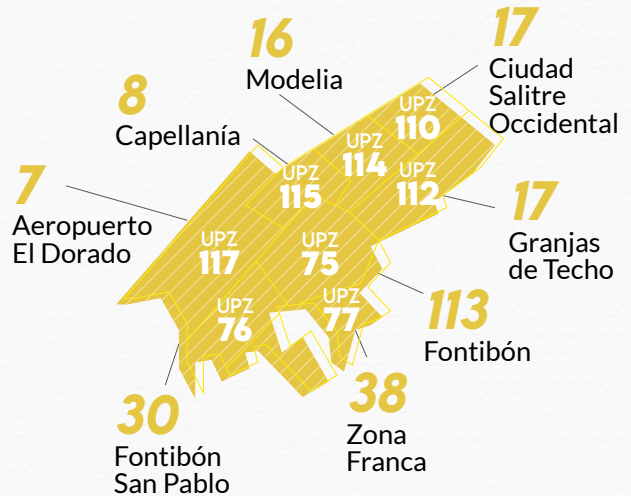 16
Modelia
17
Ciudad
Salitre
Occidental
8
Capellanía
7
Aeropuerto
El Dorado
UPZ
110
UPZ
114
UPZ
115
UPZ
112
UPZ
117
UPZ
75
UPZ
76
UPZ
77
17
Granjas
de Techo
113
Fontibón
38
Zona
Franca
30
Fontibón
San Pablo